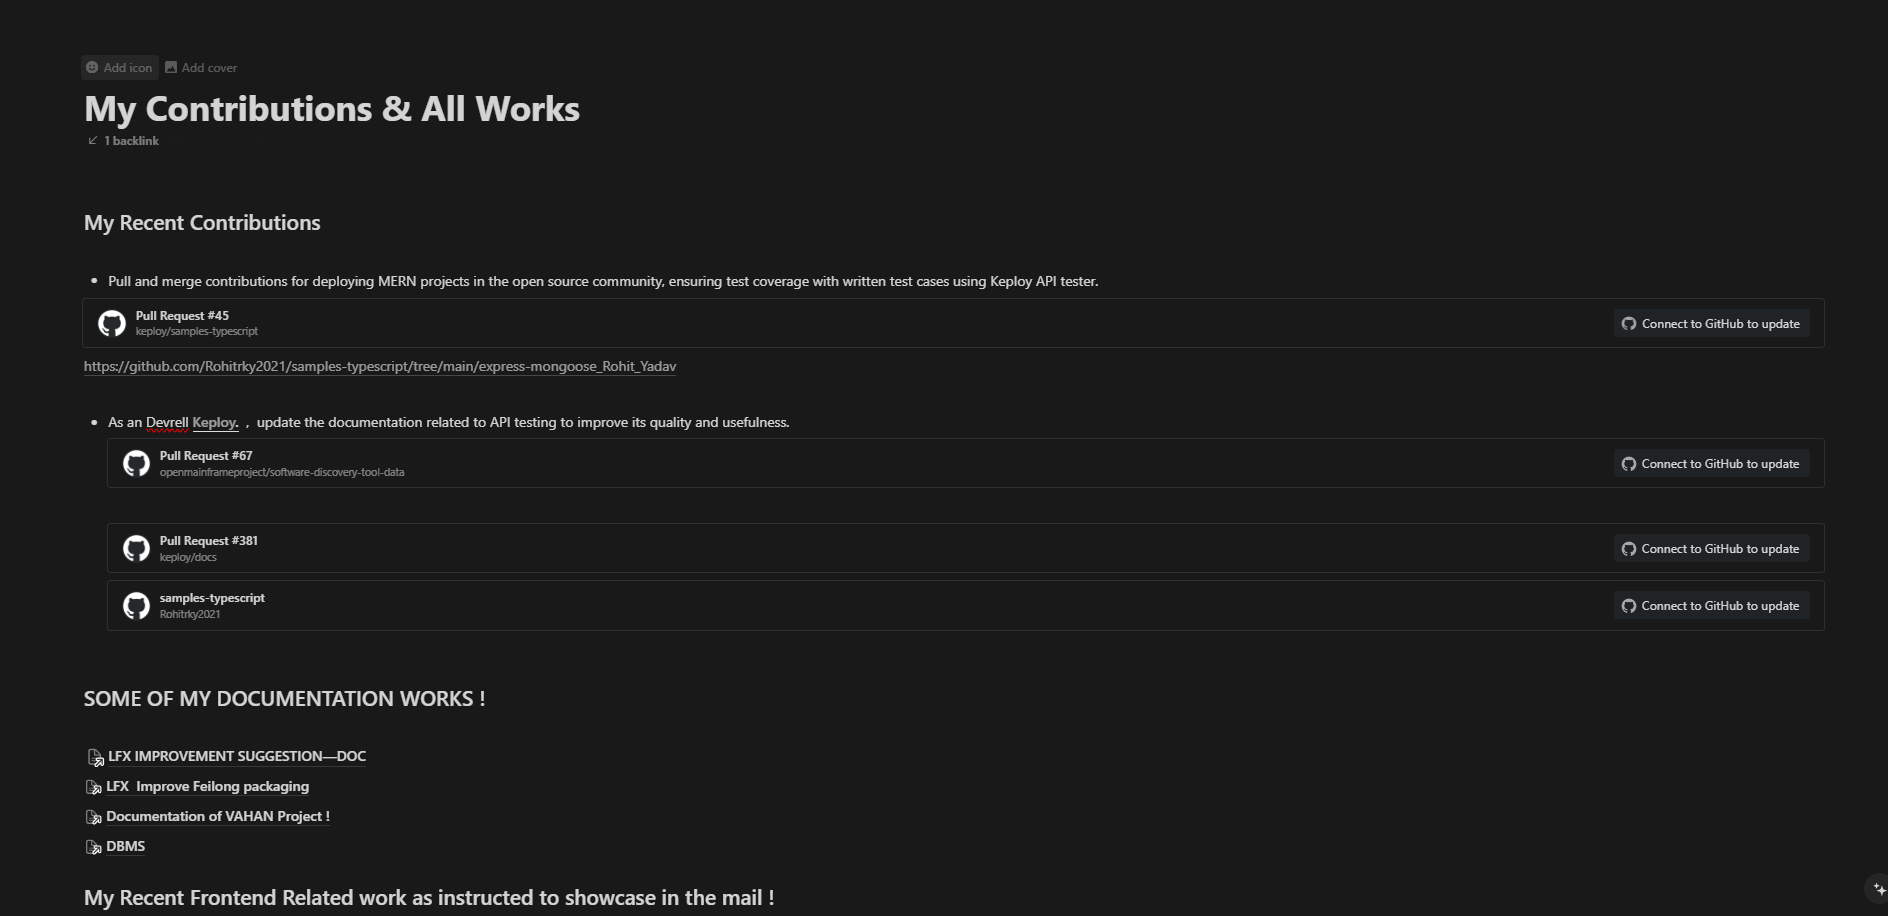 Add icon Add cover
My Contributions & All Works
1 backlink
My Recent Contributions
• Pull and merge contributions for deploying MERN projects in the open source community, ensuring test coverage with written test cases using Keploy API tester.
Pull Request #45
keploy/samples-typescript
Connect to GitHub to update
https://github.com/Rohitrky2021/samples-typescript/tree/main/express-mongoose_Rohit_Yadav
• As an Devrell Keploy. , update the documentation related to API testing to improve its quality and usefulness.
Pull Request #67
openmainframeproject/software-discovery-tool-data
Connect to GitHub to update
Pull Request #381
keploy/docs
Connect to GitHub to update
samples-typescript
Rohitrky2021
Connect to GitHub to update
SOME OF MY DOCUMENTATION WORKS !
LFX IMPROVEMENT SUGGESTION—DOC
LFX Improve Feilong packaging
Documentation of VAHAN Project !
DBMS
My Recent Frontend Related work as instructed to showcase in the mail !